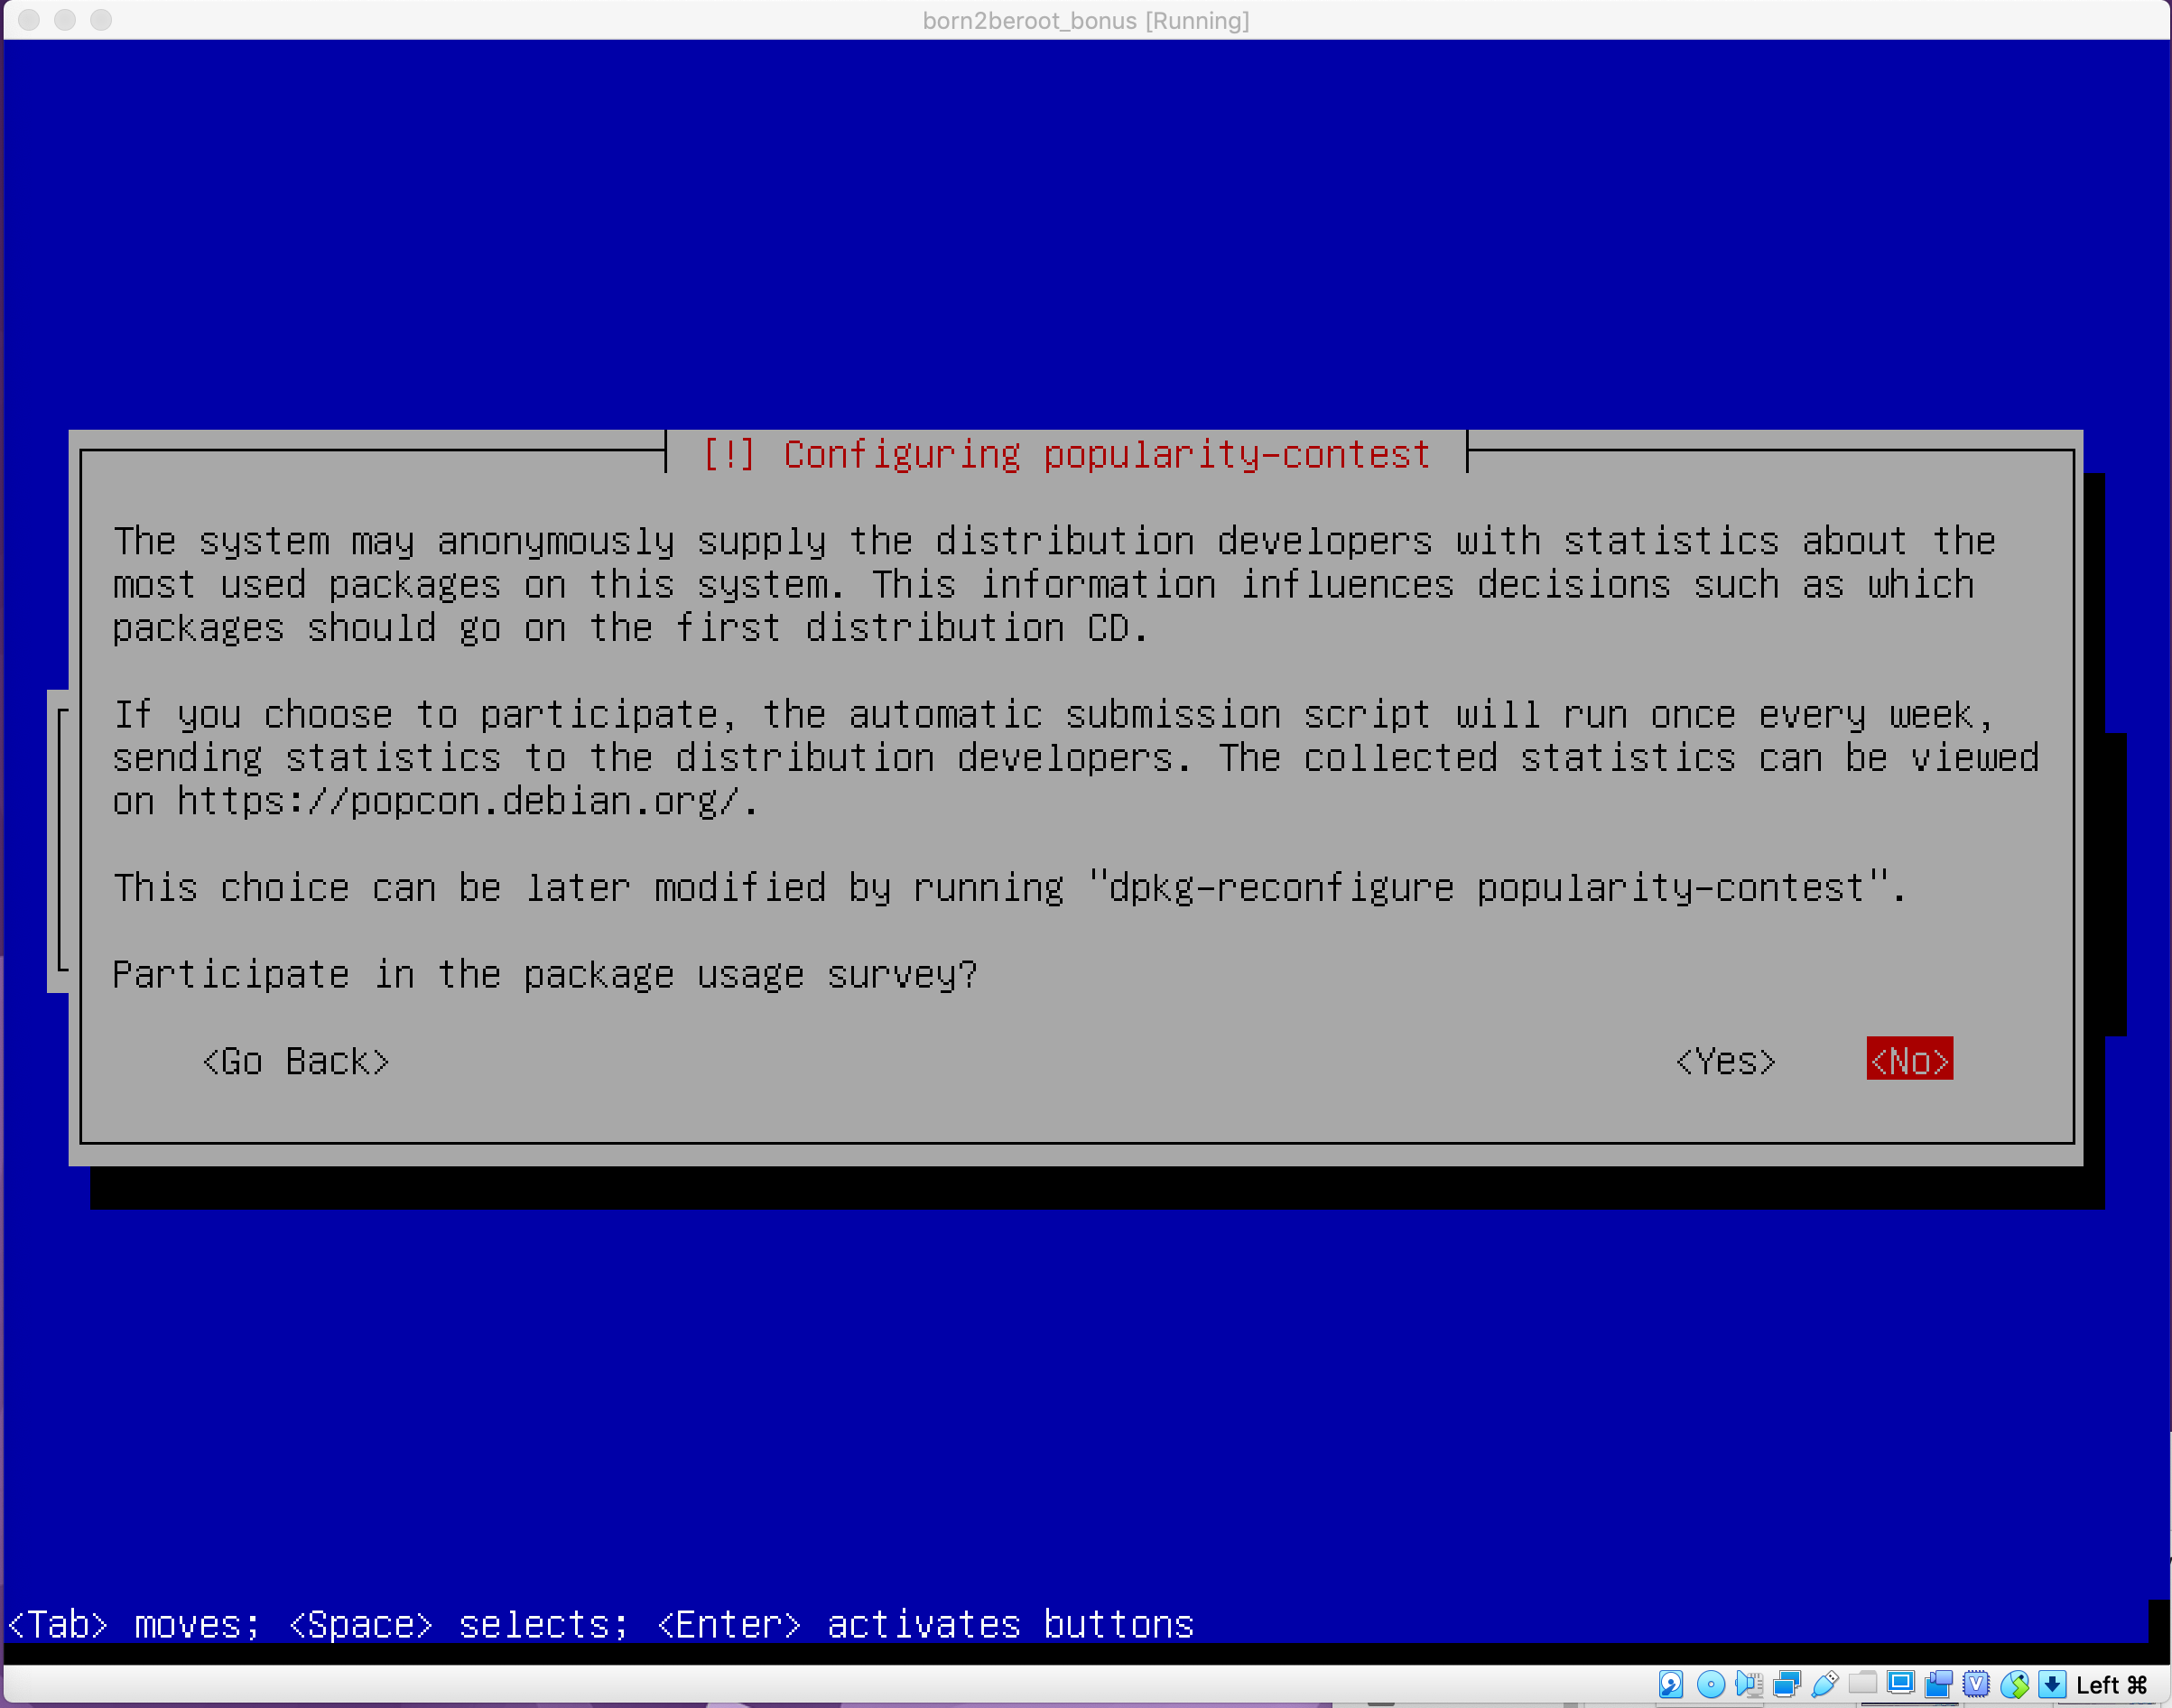 born2beroot_bonus [Running]
[!] Configuring popularity-contest
The system may anonymously supply the distribution developers with statistics about the
most used packages on this system. This information influences decisions such as which
packages should go on the first distribution CD.
If you choose to participate, the automatic submission script will run once every week,
sending statistics to the distribution developers. The collected statistics can be viewed
on https://popcon.debian.org/.
This choice can be later modified by running "dpkg-reconfigure popularity-contest".
Participate in the package usage survey?
<Go Back> <Yes> <No>
<Tab> moves; <Space> selects; <Enter> activates buttons
Left ⌘